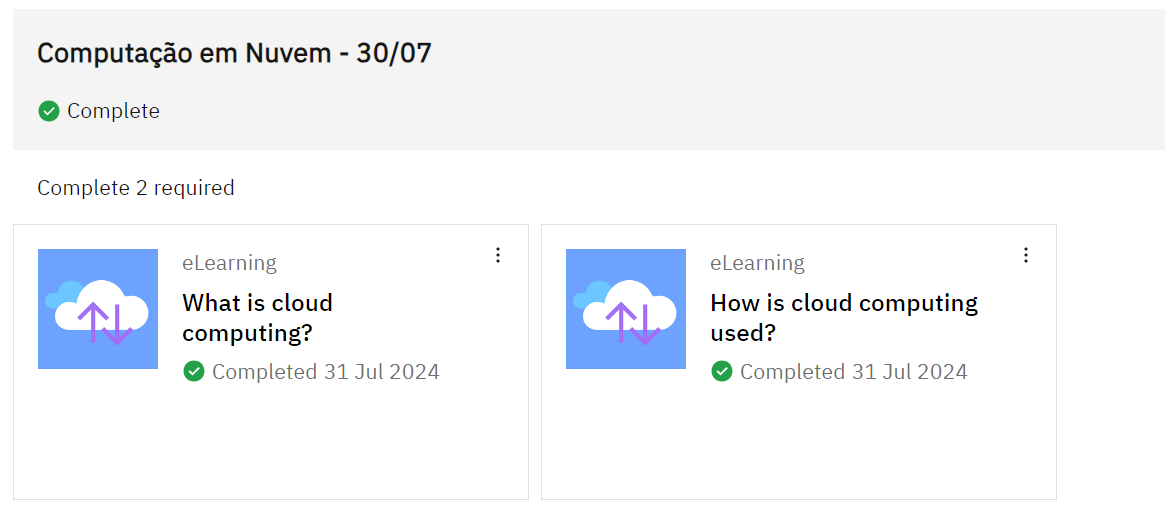 Computação em Nuvem - 30/07
Complete
Complete 2 required
eLearning
What is cloud
computing?
Completed 31 Jul 2024
eLearning
How is cloud computing
used?
Completed 31 Jul 2024